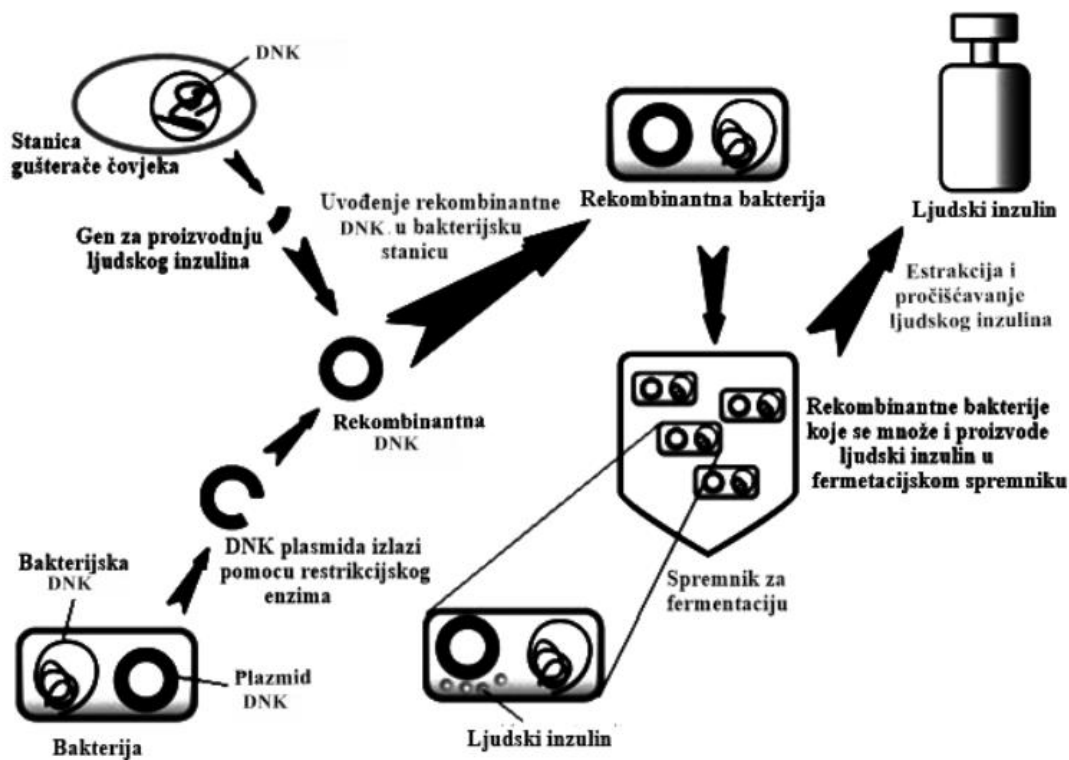 DNK
Stanica
gušterače čovjeka
Gen za proizvodnju
ljudskog inzulina
Uvođenje rekombinantne
DNK u bakterijsku
stanicu
Rekombinantna bakterija
Ljudski inzulin
Estrakcija i
pročišćavanje
ljudskog inzulina
Rekombinantna
DNK
Rekombinantne bakterije
koje se množe i proizvode
ljudski inzulin u
fermetacijskom spremniku
DNK plasmida izlazi
pomocu restrikcijskog
enzima
Bakterijska
DNK
Spremnik za
fermentaciju
Plazmid
DNK
Bakterija
Ljudski inzulin